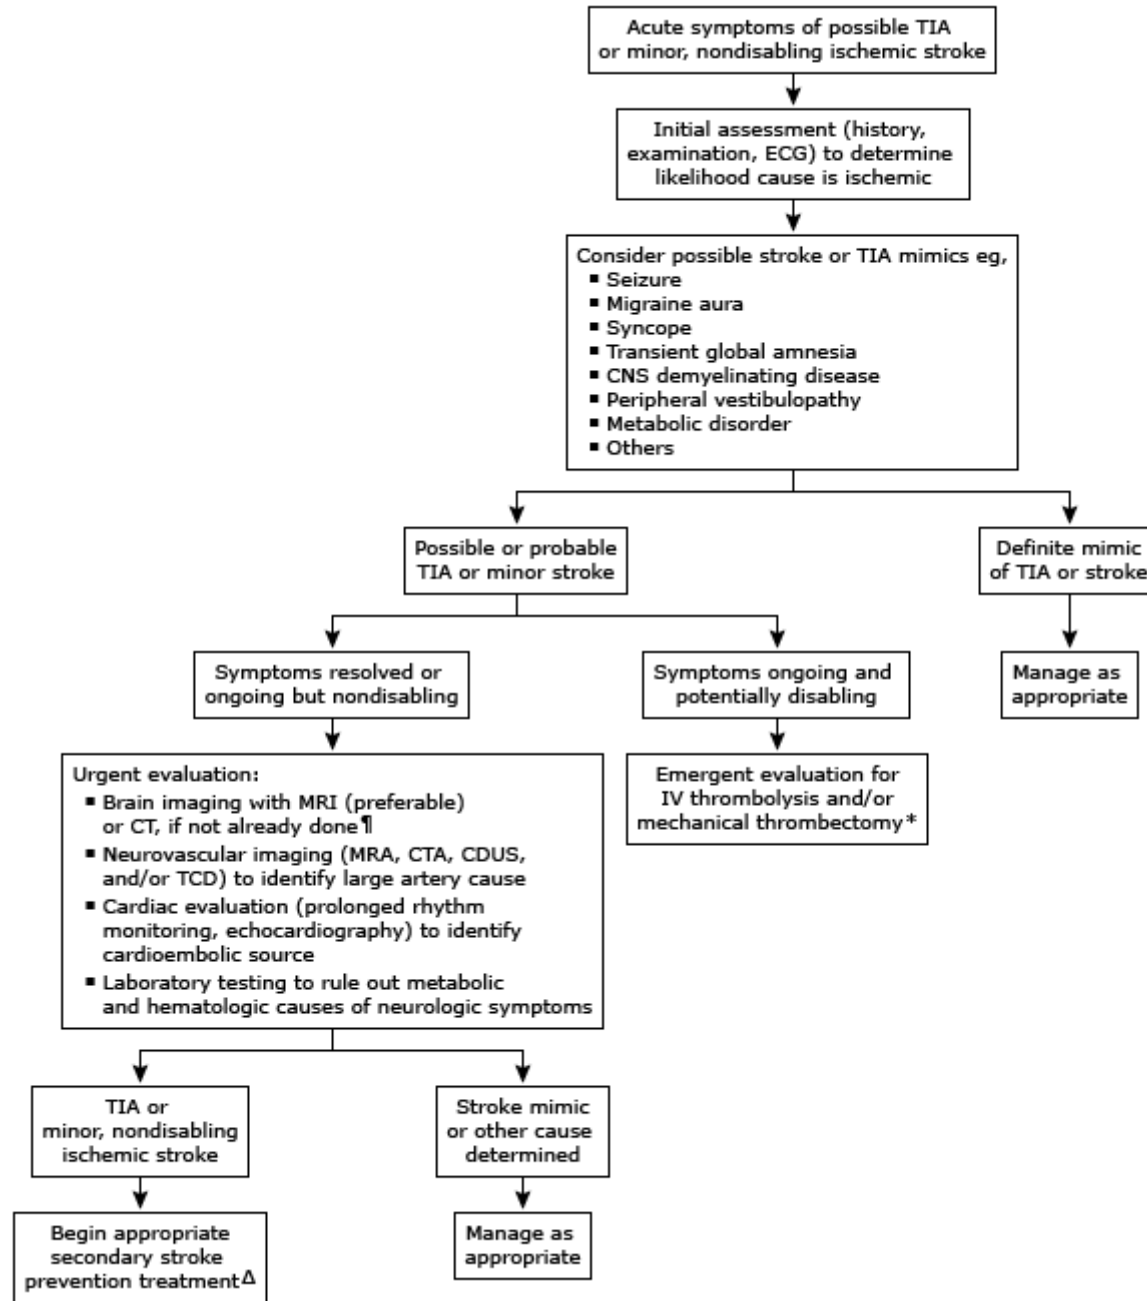 Acute symptoms of possible TIA
or minor, nondisabling ischemic stroke
Initial assessment (history,
examination, ECG) to determine
likelihood cause is ischemic
Consider possible stroke or TIA mimics eg,
▪ Seizure
▪ Migraine aura
▪ Syncope
▪ Transient global amnesia
▪ CNS demyelinating disease
▪ Peripheral vestibulopathy
▪ Metabolic disorder
▪ Others
Possible or probable
TIA or minor stroke
Definite mimic
of TIA or stroke
Symptoms resolved or
ongoing but nondisabling
Symptoms ongoing and
potentially disabling
Manage as
appropriate
Urgent evaluation:
▪ Brain imaging with MRI (preferable)
or CT, if not already done¶
▪ Neurovascular imaging (MRA, CTA, CDUS,
and/or TCD) to identify large artery cause
▪ Cardiac evaluation (prolonged rhythm
monitoring, echocardiography) to identify
cardioembolic source
▪ Laboratory testing to rule out metabolic
and hematologic causes of neurologic symptoms
Emergent evaluation for
IV thrombolysis and/or
mechanical thrombectomy*
TIA or
minor, nondisabling
ischemic stroke
Stroke mimic
or other cause
determined
Begin appropriate
secondary stroke
prevention treatmentΔ
Manage as
appropriate